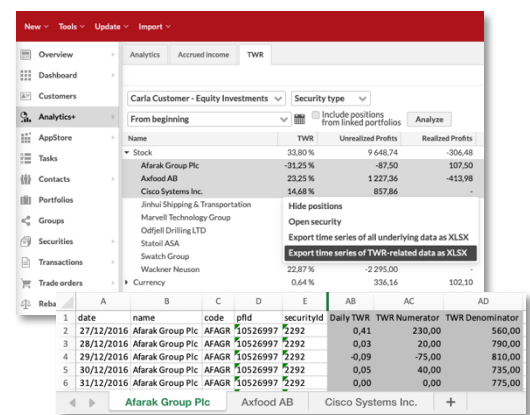 New Tools Update Import
Overview
Dashboard
Customers
Analytics+
AppStore
Tasks
Contacts
Portfolios
Groups
Securities
Transactions
Trade orders
Reba
Analytics Accrued income TWR
Carla Customer - Equity Investments Security type
From beginning Include positions from linked portfolios Analyze
Name TWR Unrealized Profits Realized Profits
Stock 33,80 % 9 648,74 -306,48
Afarak Group Plc -31,25 % -87,50 107,50
Axfood AB 23,25 % 1 227,36 -413,98
Cisco Systems Inc. 14,68 % 857,86 -
Jinhui Shipping & Transportation
Marvell Technology Group
Odfjell Drilling LTD
Statoil ASA
Swatch Group
Wackner Neuson 22,87 % -2 295,00 -
Currency 0,64 % 336,16 102,10
Hide positions
Open security
Export time series of all underlying data as XLSX
Export time series of TWR-related data as XLSX
A B C D E AB AC AD
1 date name code pfId securityId Daily TWR TWR Numerator TWR Denominator
2 27/12/2016 Afarak Group Plc AFAGR 10526997 2292 0,41 230,00 560,00
3 28/12/2016 Afarak Group Plc AFAGR 10526997 2292 0,03 20,00 790,00
4 29/12/2016 Afarak Group Plc AFAGR 10526997 2292 -0,09 -75,00 810,00
5 30/12/2016 Afarak Group Plc AFAGR 10526997 2292 0,05 40,00 735,00
6 31/12/2016 Afarak Group Plc AFAGR 10526997 2292 0,00 0,00 775,00
Afarak Group Plc Axfood AB Cisco Systems Inc. +